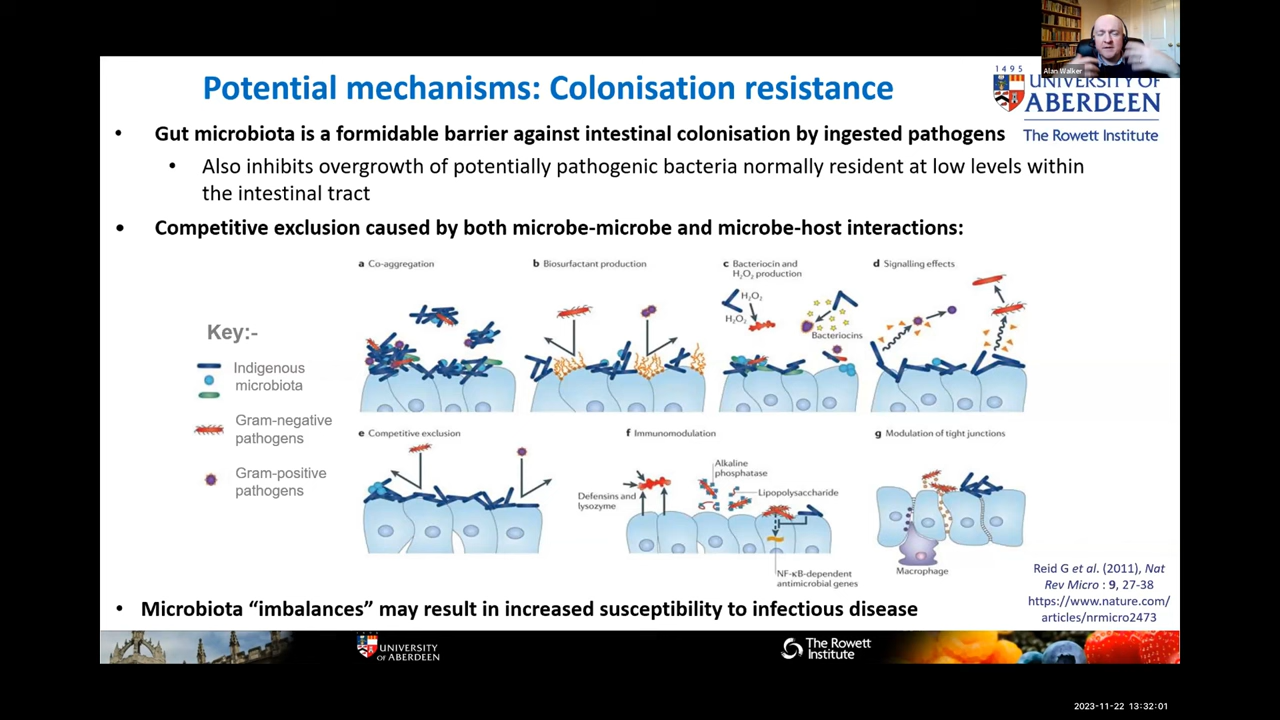 Alan Walker
Potential mechanisms: Colonisation resistance
1495
UNIVERSITY OF
ABERDEEN
The Rowett Institute
• Gut microbiota is a formidable barrier against intestinal colonisation by ingested pathogens
• Also inhibits overgrowth of potentially pathogenic bacteria normally resident at low levels within
the intestinal tract
• Competitive exclusion caused by both microbe-microbe and microbe-host interactions:
Key:-
Indigenous
microbiota
Gram-negative
pathogens
Gram-positive
pathogens
a Co-aggregation
b Biosurfactant production
c Bacteriocin and
H₂O₂ production
H₂O₂
H₂O₂
Bacteriocins
d Signalling effects
e Competitive exclusion
f Immunomodulation
Defensins and
lysozyme
Alkaline
phosphatase
Lipopolysaccharide
NF-κB-dependent
antimicrobial genes
g Modulation of tight junctions
Macrophage
Reid G et al. (2011), Nat
Rev Micro : 9, 27-38
https://www.nature.com/
articles/nrmicro2473
• Microbiota “imbalances” may result in increased susceptibility to infectious disease
UNIVERSITY
OF ABERDEEN
The Rowett
Institute
2023-11-22 13:32:01